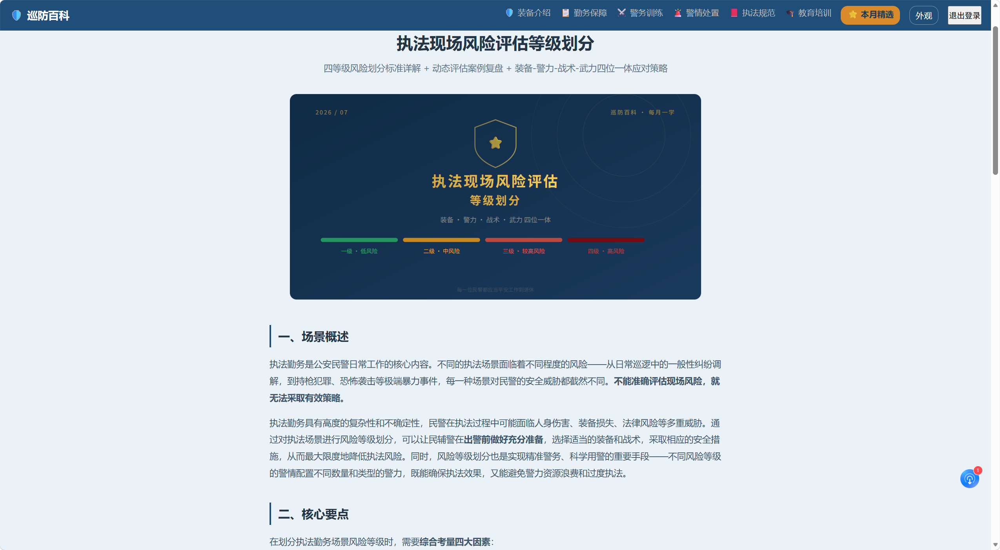 巡防百科
装备介绍
勤务保障
警务训练
警情处置
执法规范
教育培训
本月精选
外观
退出登录
执法现场风险评估等级划分
四等级风险划分标准详解 + 动态评估案例复盘 + 装备-警力-战术-武力四位一体应对策略
2026 / 07
巡防百科 · 每月一学
执法现场风险评估
等级划分
装备 · 警力 · 战术 · 武力 四位一体
一级 · 低风险
二级 · 中风险
三级 · 较高风险
四级 · 高风险
每一位民警都应当平安工作到退休
一、场景概述
执法勤务是公安民警日常工作的核心内容。不同的执法场景面临着不同程度的风险——从日常巡逻中的一般性纠纷调
解，到持枪犯罪、恐怖袭击等极端暴力事件，每一种场景对民警的安全威胁都截然不同。不能准确评估现场风险，就
无法采取有效策略。
执法勤务具有高度的复杂性和不确定性，民警在执法过程中可能面临人身伤害、装备损失、法律风险等多重威胁。通
过对执法场景进行风险等级划分，可以让民辅警在出警前做好充分准备，选择适当的装备和战术，采取相应的安全措
施，从而最大限度地降低执法风险。同时，风险等级划分也是实现精准警务、科学用警的重要手段——不同风险等级
的警情配置不同数量和类型的警力，既能确保执法效果，又能避免警力资源浪费和过度执法。
1
二、核心要点
在划分执法勤务场景风险等级时，需要综合考量四大因素：